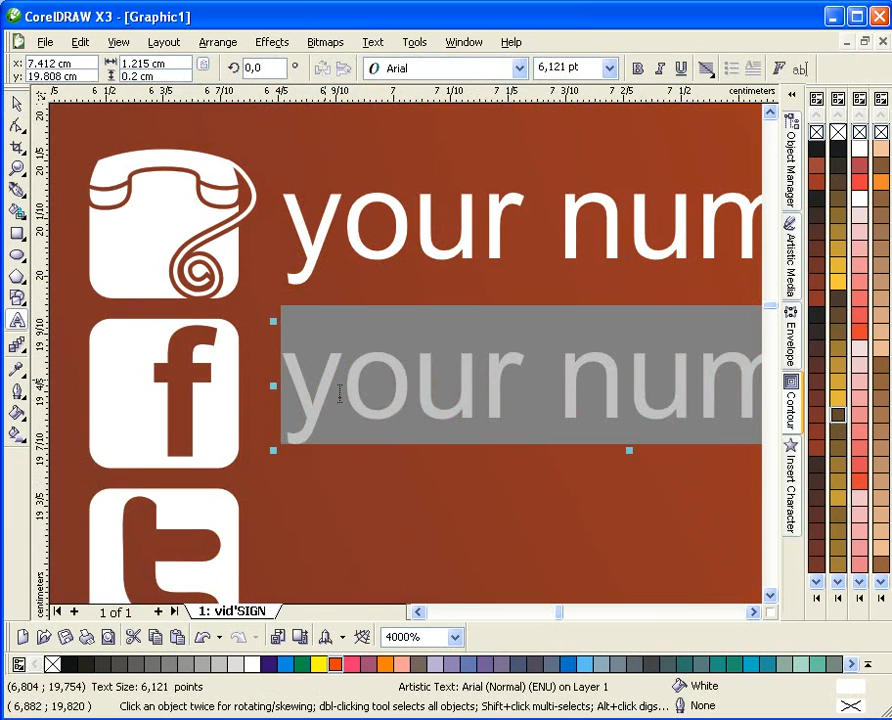 CorelDRAW X3 - [Graphic1]
File Edit View Layout Arrange Effects Bitmaps Text Tools Window Help
x: 7.412 cm
y: 19.808 cm
1.215 cm
0.2 cm
0,0
Arial
6,121 pt
centimeters
your num
your num
f
t
Object Manager
Artistic Media
Envelope
Contour
Insert Character
centimeters
1 of 1
1: vid'SIGN
4000%
(6,804 ; 19,754) Text Size: 6,121 points
Artistic Text: Arial (Normal) (ENU) on Layer 1
White
(6,882 ; 19,820) Click an object twice for rotating/skewing; dbl-clicking tool selects all objects; Shift+click multi-selects; Alt+click digs...
None